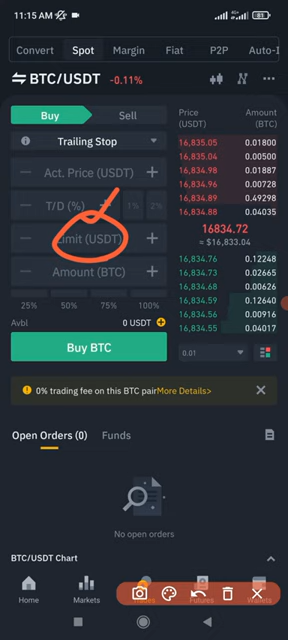 11:15 AM
Convert Spot Margin Fiat P2P Auto-I
BTC/USDT -0.11%
Buy Sell
Trailing Stop
Act. Price (USDT)
T/D (%) 1% 2%
Limit (USDT)
Amount (BTC)
25% 50% 75% 100%
Avbl 0 USDT
Buy BTC
Price (USDT) Amount (BTC)
16,835.05 0.01800
16,835.04 0.00500
16,834.98 0.01887
16,834.96 0.00728
16,834.89 0.49298
16,834.88 0.04035
16834.72
≈ $16,833.04
16,834.76 0.12248
16,834.73 0.02665
16,834.68 0.00626
16,834.59 0.12640
16,834.56 0.00916
16,834.55 0.04017
0.01
0% trading fee on this BTC pair More Details>
Open Orders (0) Funds
No open orders
BTC/USDT Chart
Home Markets Futures Wallets